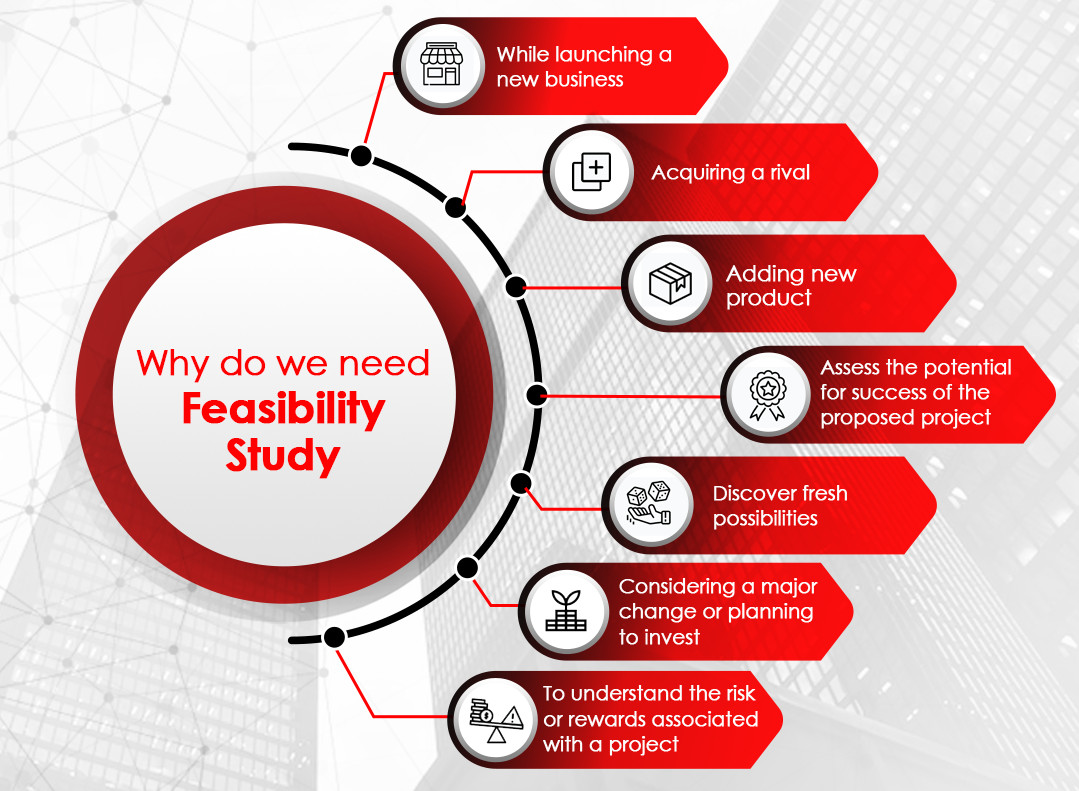 Why do we need
Feasibility
Study
While launching a
new business
Acquiring a rival
Adding new
product
Assess the potential
for success of the
proposed project
Discover fresh
possibilities
Considering a major
change or planning
to invest
To understand the risk
or rewards associated
with a project